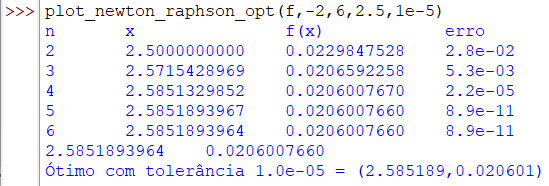 >>> plot_newton_raphson_opt(f,-2,6,2.5,1e-5)
n x f(x) erro
2 2.5000000000 0.0229847528 2.8e-02
3 2.5715428969 0.0206592258 5.3e-03
4 2.5851329852 0.0206007670 2.2e-05
5 2.5851893967 0.0206007660 8.9e-11
6 2.5851893964 0.0206007660 8.9e-11
2.5851893964 0.0206007660
Ótimo com tolerância 1.0e-05 = (2.585189,0.020601)